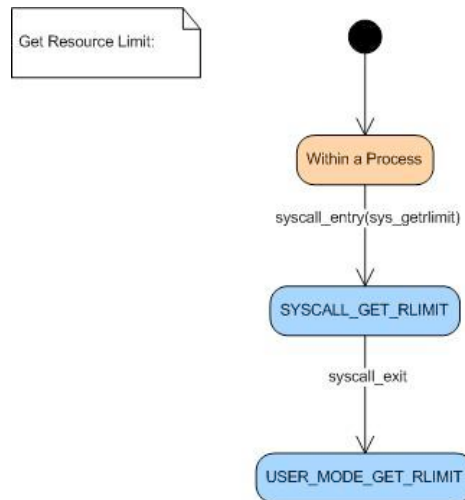 Get Resource Limit:
Within a Process
syscall_entry(sys_getrlimit)
SYSCALL_GET_RLIMIT
syscall_exit
USER_MODE_GET_RLIMIT